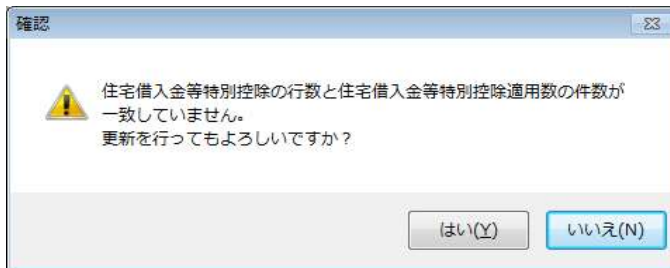 確認
住宅借入金等特別控除の行数と住宅借入金等特別控除適用数の件数が
一致していません。
更新を行ってもよろしいですか？
はい(Y)
いいえ(N)